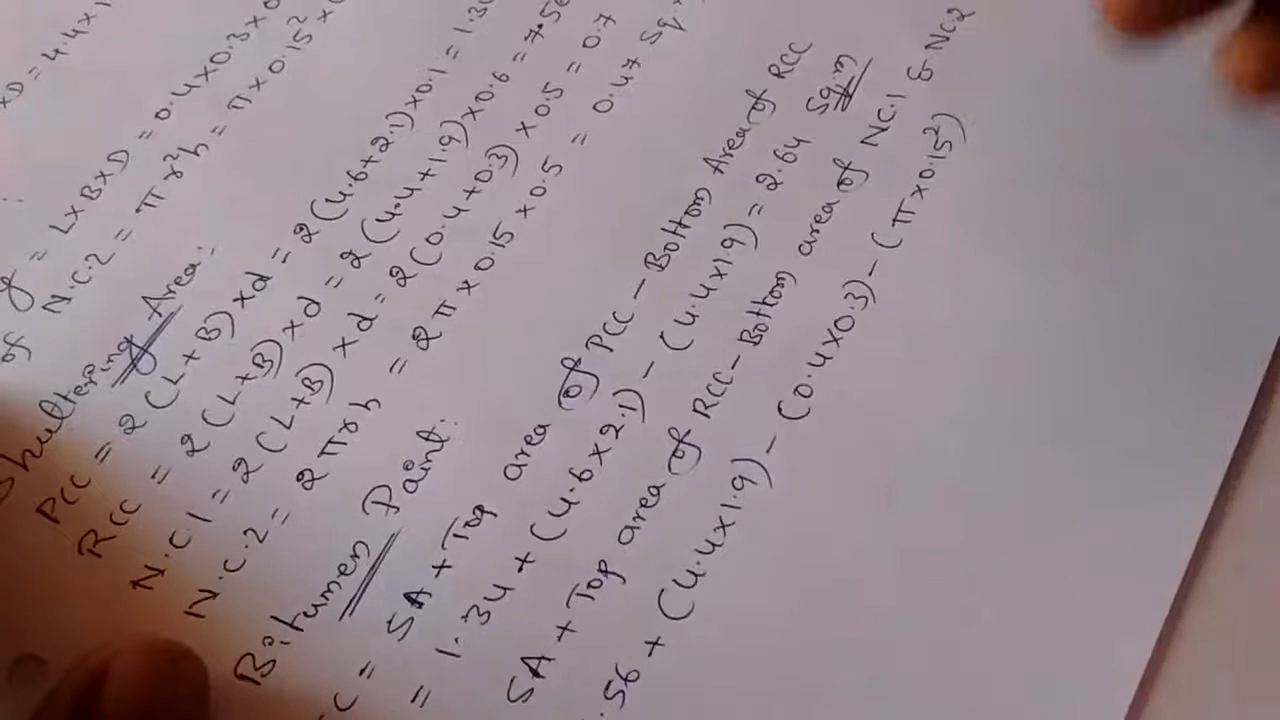 ×D = 4.4×1
of = L×B×D = 0.4×0.3×0
N.C.2 = πr²h = π×0.15²×
Shuttering Area:
PCC = 2(L+B)×d = 2(4.6+2.1)×0.1 = 1.34
RCC = 2(L+B)×d = 2(4.4+1.9)×0.6 = 7.56
N.C.1 = 2(L+B)×d = 2(0.4+0.3)×0.5 = 0.7
N.C.2 = 2πrh = 2π×0.15×0.5 = 0.47 Sq.
Bitumen Paint:
C = SA + Top area of PCC - Bottom Area of RCC
= 1.34 + (4.6×2.1) - (4.4×1.9) = 2.64 Sq.m
SA + Top area of RCC - Bottom area of NC.1 & NC2
.56 + (4.4×1.9) - (0.4×0.3) - (π×0.15²)